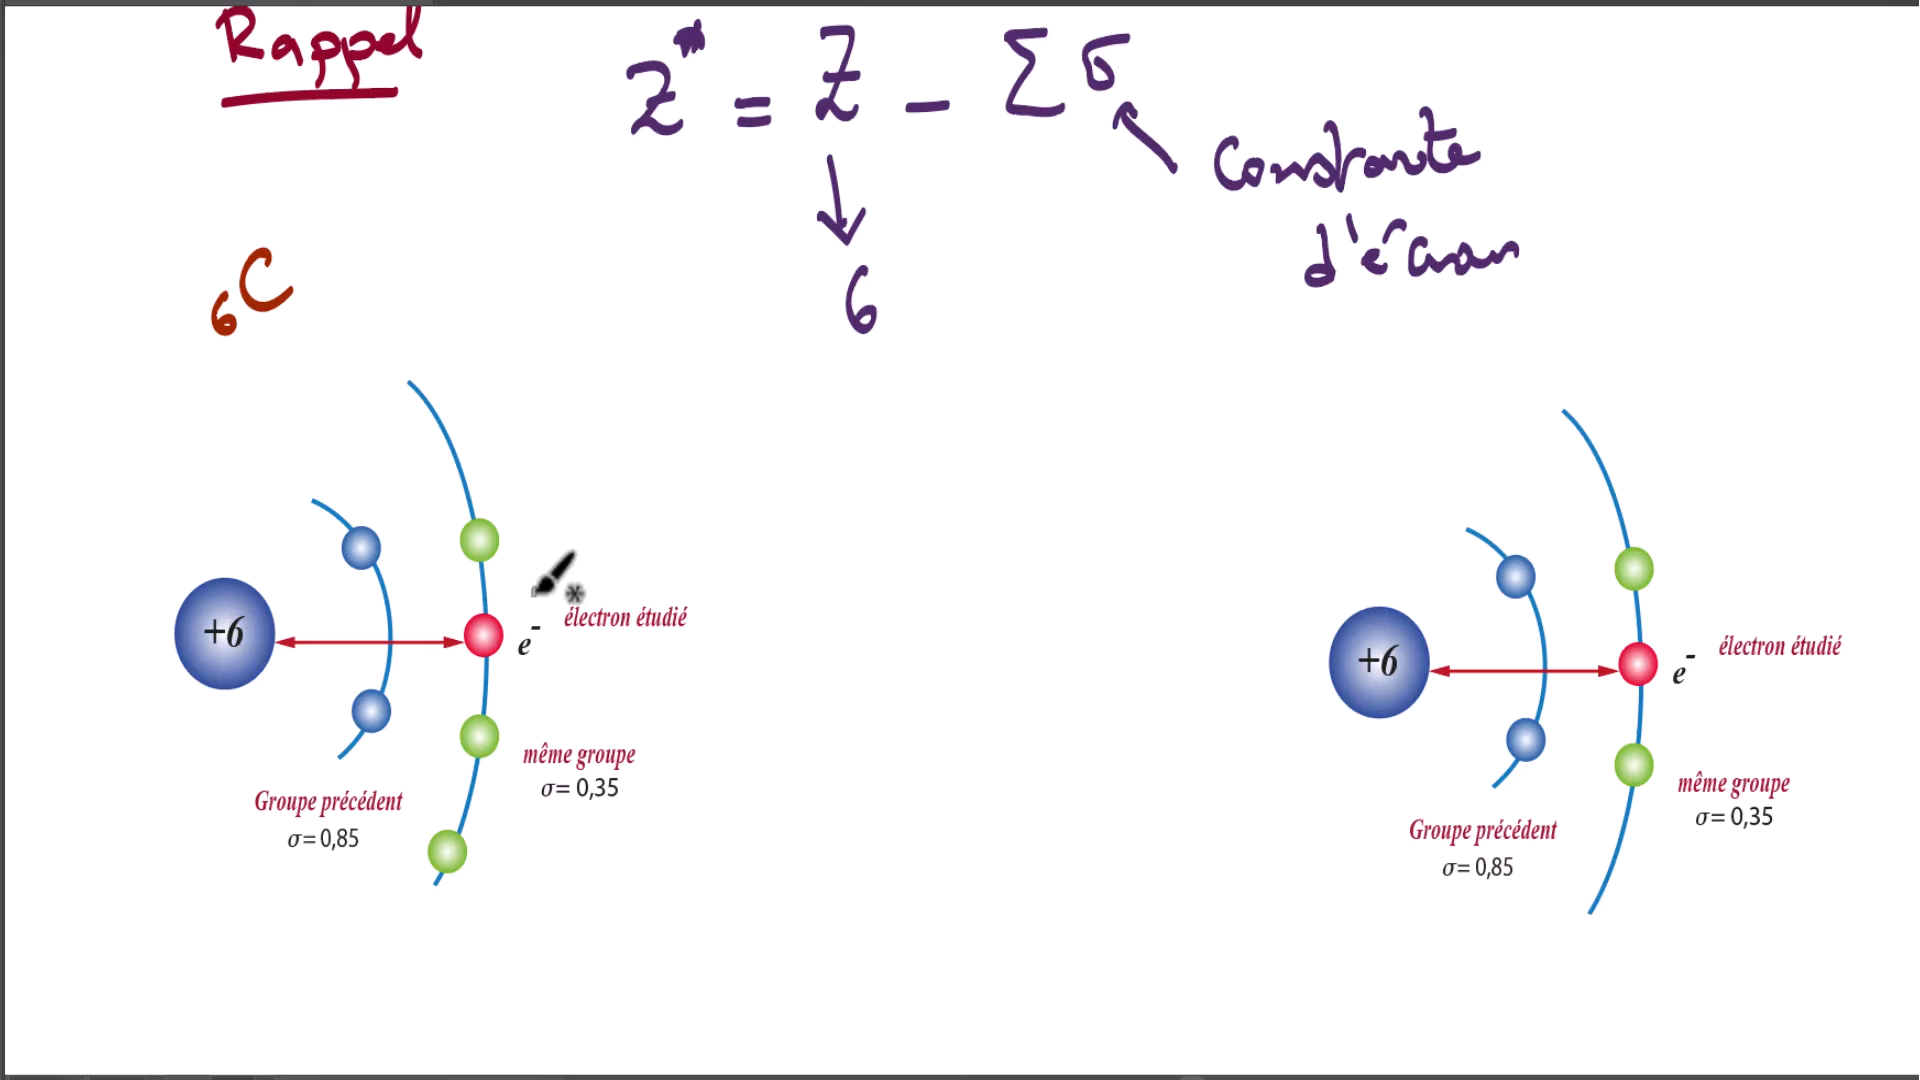 Rappel
Z* = Z - Σσ
Constante
d'écran
6
₆C
+6
e⁻
électron étudié
même groupe
σ= 0,35
Groupe précédent
σ= 0,85
+6
e⁻
électron étudié
même groupe
σ= 0,35
Groupe précédent
σ= 0,85